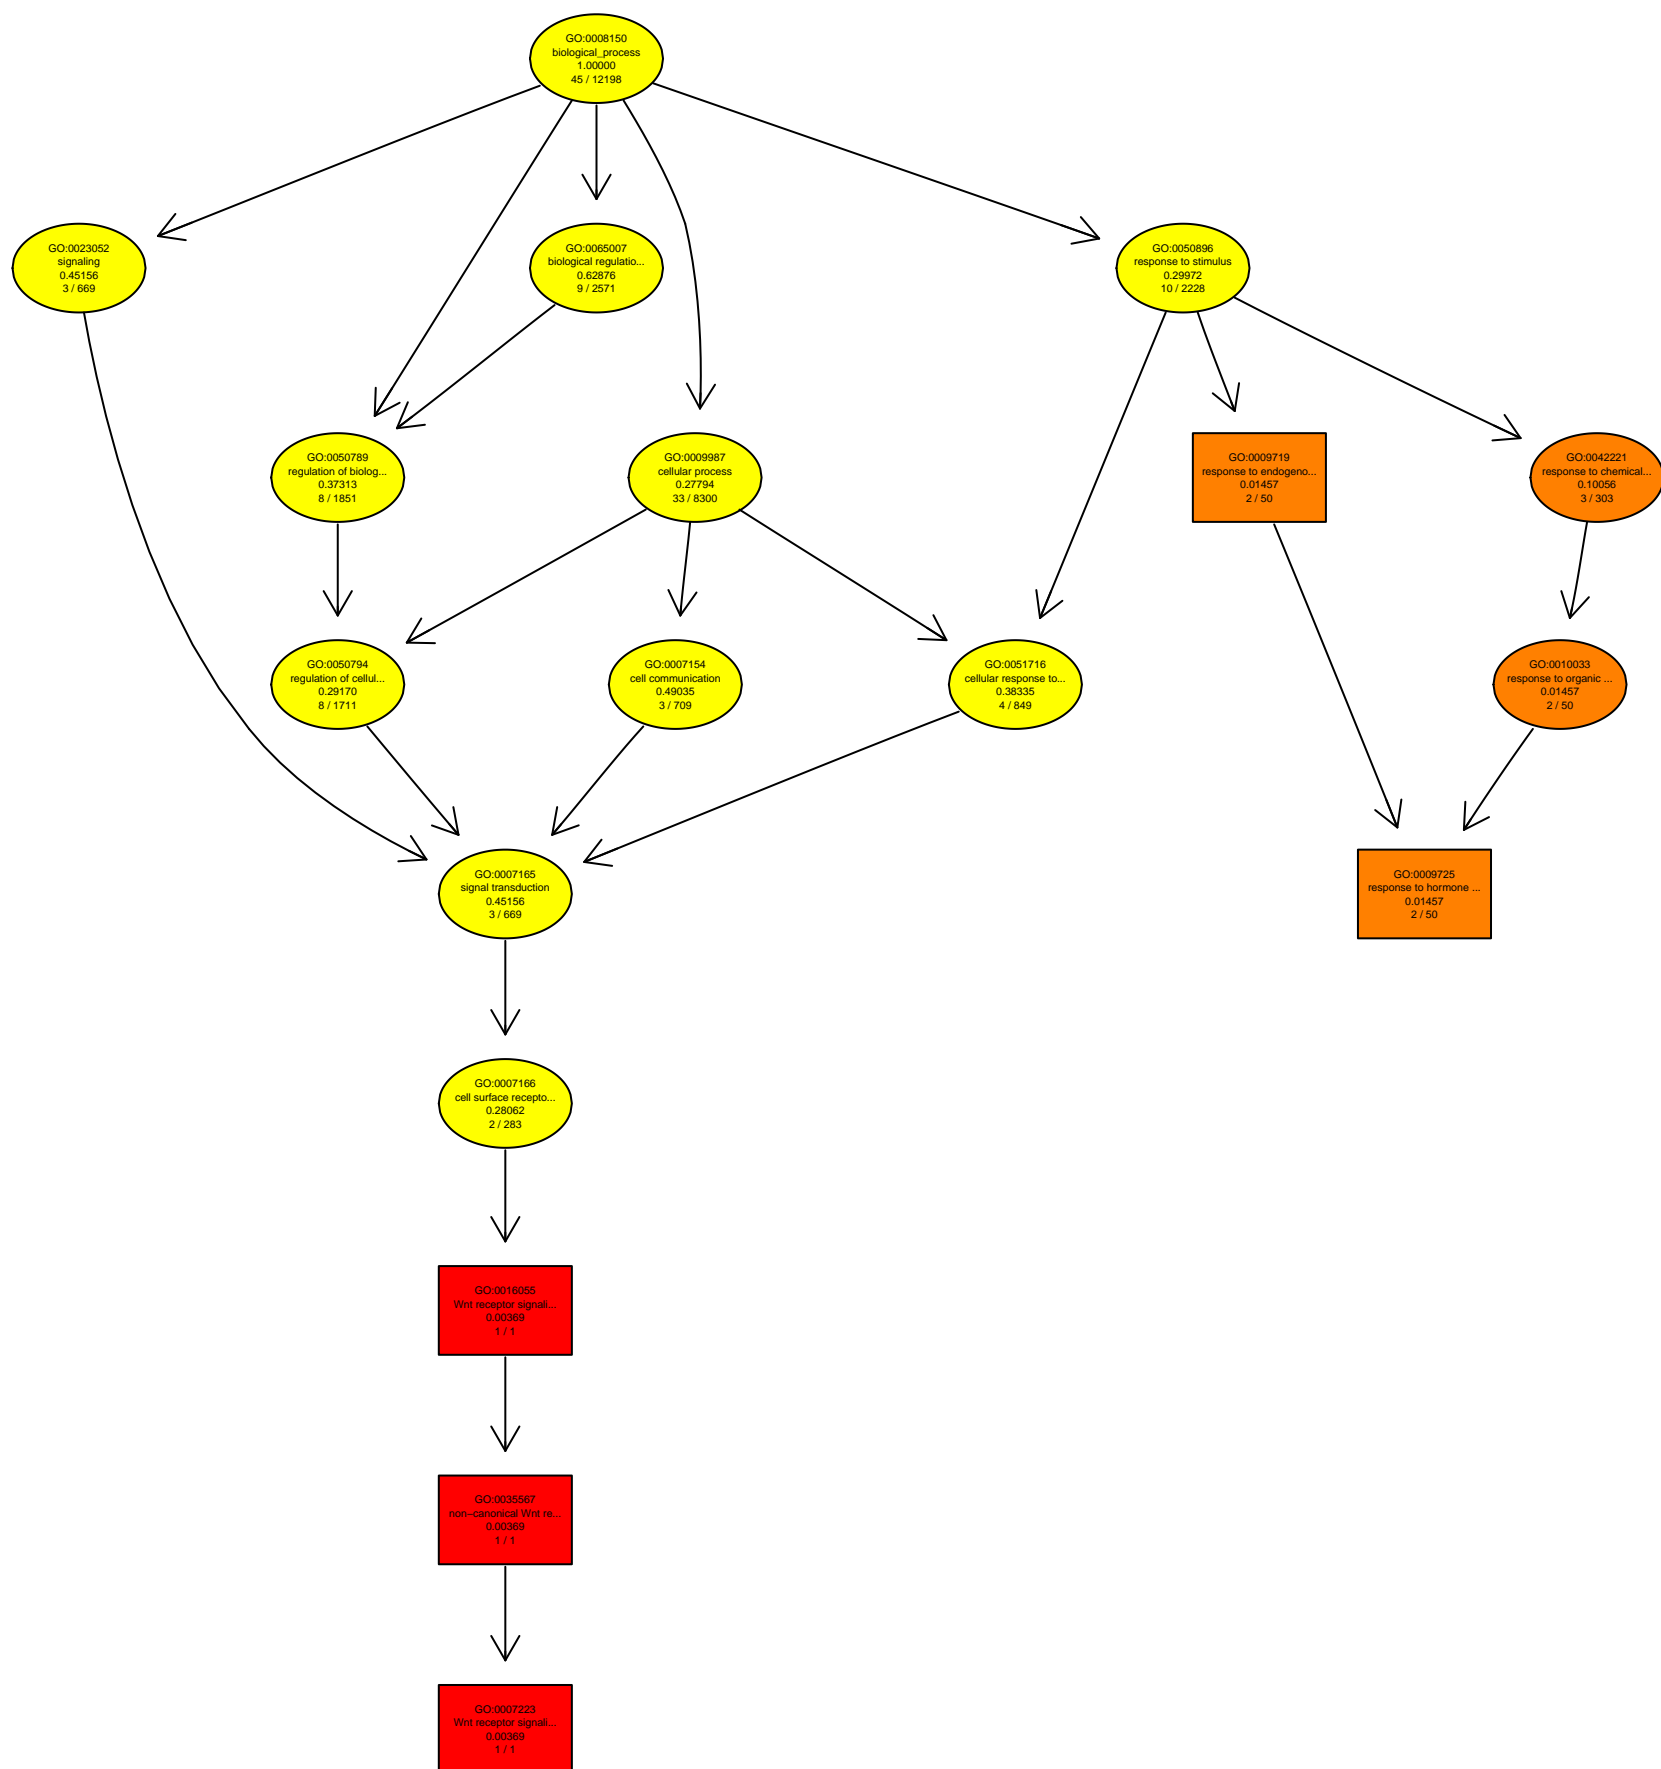 GO:0008150
biological_process
1.00000
45 / 12198
GO:0023052
signaling
0.45156
3 / 669
GO:0065007
biological regulatio...
0.62876
9 / 2571
GO:0050896
response to stimulus
0.29972
10 / 2228
GO:0050789
regulation of biolog...
0.37313
8 / 1851
GO:0009987
cellular process
0.27794
33 / 8300
GO:0009719
response to endogeno...
0.01457
2 / 50
GO:0042221
response to chemical...
0.10056
3 / 303
GO:0050794
regulation of cellul...
0.29170
8 / 1711
GO:0007154
cell communication
0.49035
3 / 709
GO:0051716
cellular response to...
0.38335
4 / 849
GO:0010033
response to organic ...
0.01457
2 / 50
GO:0007165
signal transduction
0.45156
3 / 669
GO:0009725
response to hormone ...
0.01457
2 / 50
GO:0007166
cell surface recepto...
0.28062
2 / 283
GO:0016055
Wnt receptor signali...
0.00369
1 / 1
GO:0035567
non−canonical Wnt re...
0.00369
1 / 1
GO:0007223
Wnt receptor signali...
0.00369
1 / 1